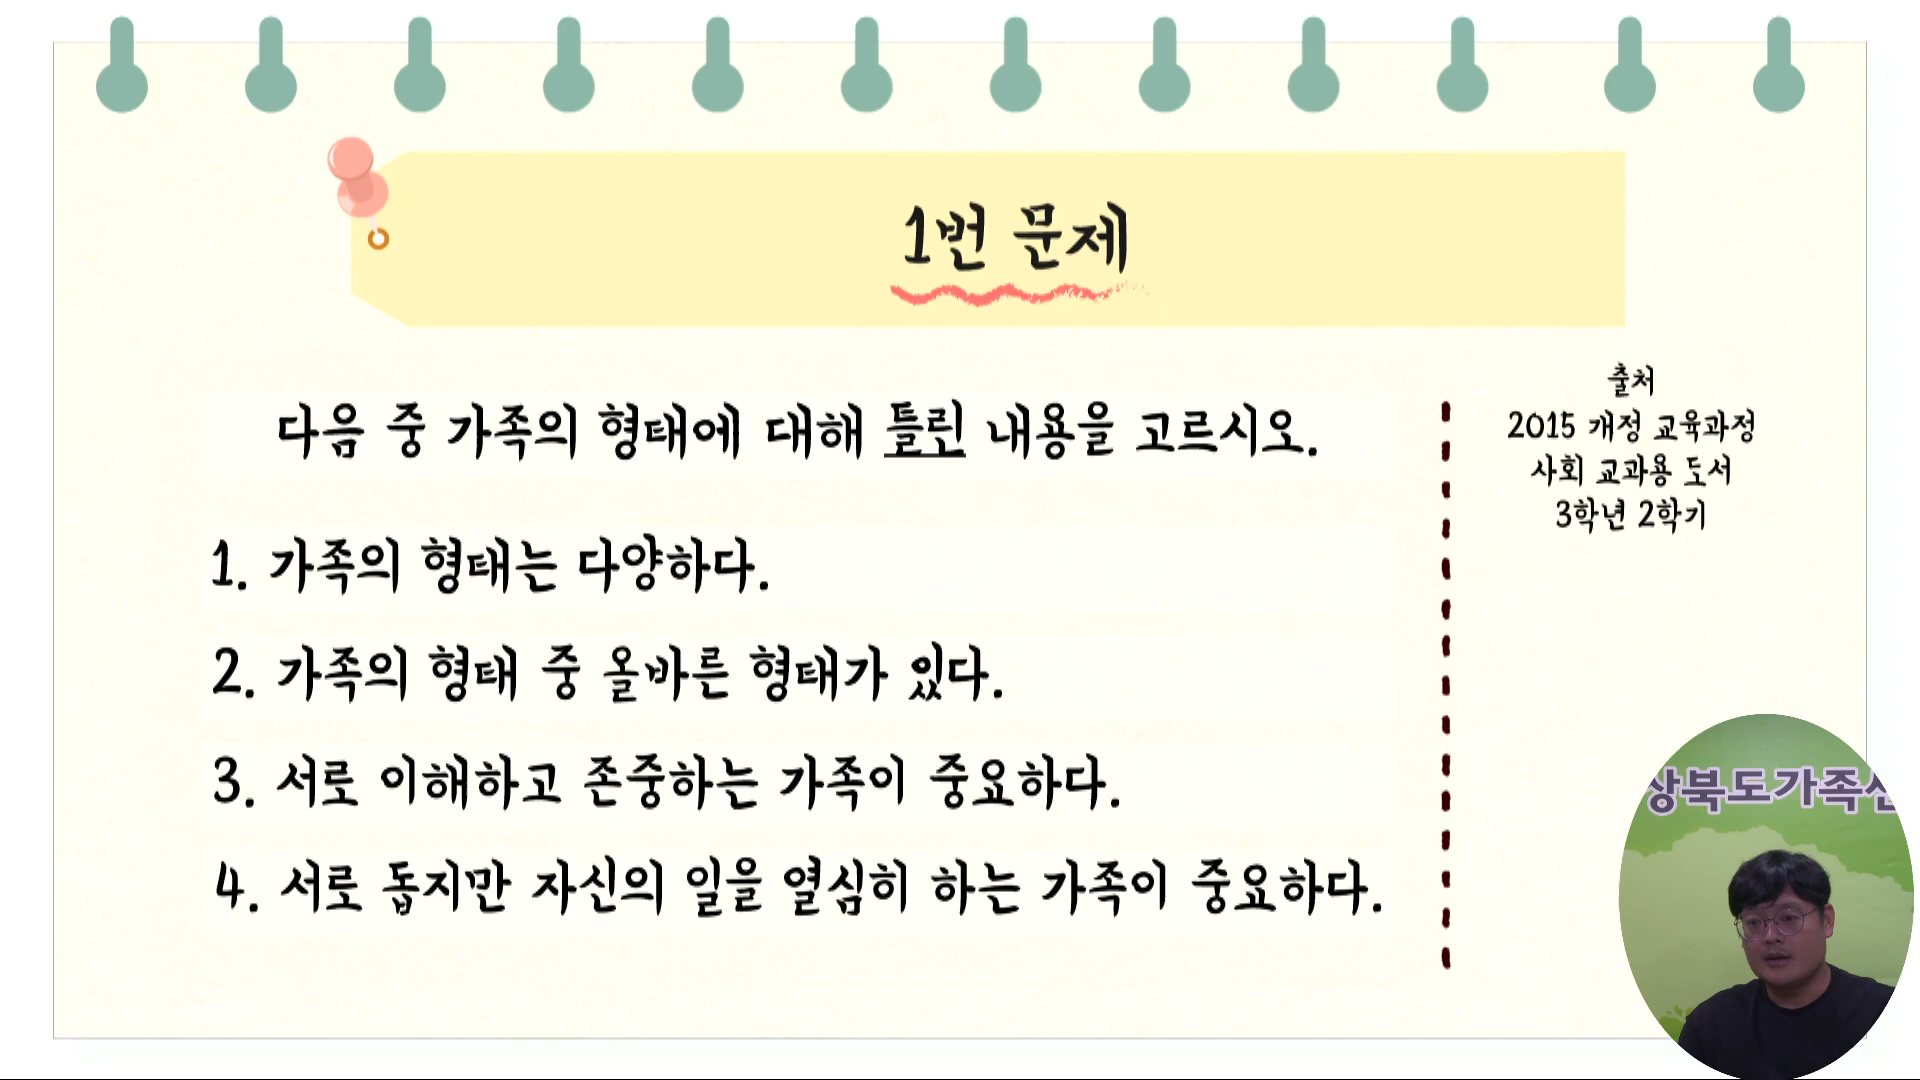 1번 문제
다음 중 가족의 형태에 대해 틀린 내용을 고르시오.
1. 가족의 형태는 다양하다.
2. 가족의 형태 중 올바른 형태가 있다.
3. 서로 이해하고 존중하는 가족이 중요하다.
4. 서로 돕지만 자신의 일을 열심히 하는 가족이 중요하다.
출처
2015 개정 교육과정
사회 교과용 도서
3학년 2학기
상북도가족센